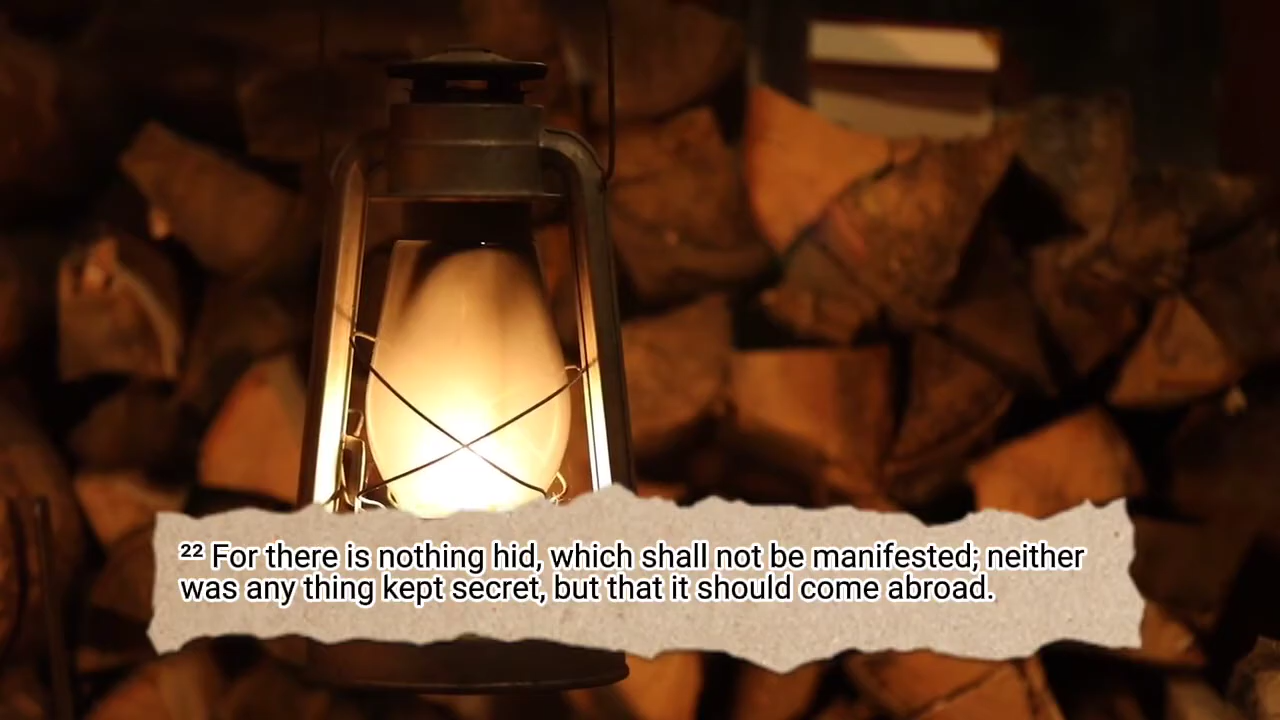 ²² For there is nothing hid, which shall not be manifested; neither
was any thing kept secret, but that it should come abroad.